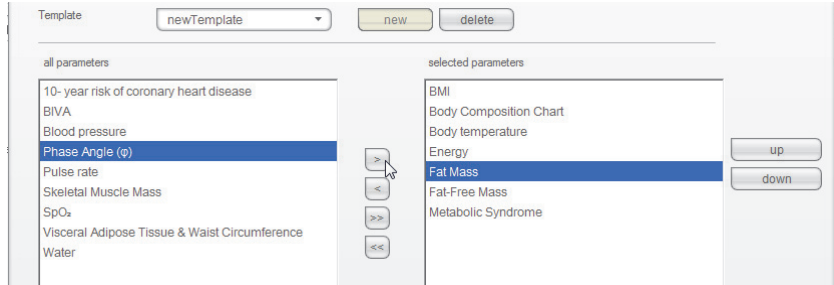 Template newTemplate new delete
all parameters selected parameters
10- year risk of coronary heart disease
BIVA
Blood pressure
Phase Angle (φ)
Pulse rate
Skeletal Muscle Mass
SpO₂
Visceral Adipose Tissue & Waist Circumference
Water
>
<
>>
<<
BMI
Body Composition Chart
Body temperature
Energy
Fat Mass
Fat-Free Mass
Metabolic Syndrome
up
down